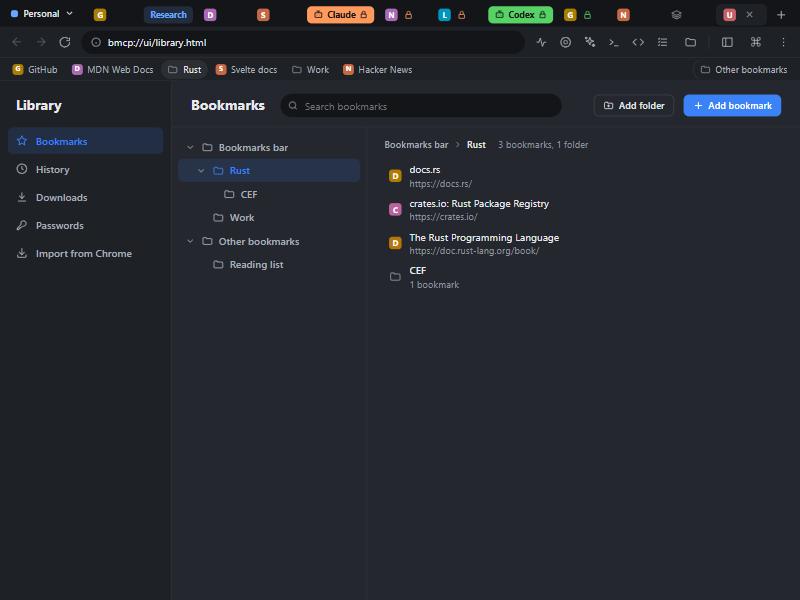 Personal
G
Research
D
S
Claude
N
L
Codex
G
N
U
bmcp://ui/library.html
G GitHub
D MDN Web Docs
Rust
S Svelte docs
Work
N Hacker News
Other bookmarks
Library
Bookmarks
History
Downloads
Passwords
Import from Chrome
Bookmarks
Search bookmarks
Add folder
Add bookmark
Bookmarks bar
Rust
CEF
Work
Other bookmarks
Reading list
Bookmarks bar Rust 3 bookmarks, 1 folder
D docs.rs
https://docs.rs/
C crates.io: Rust Package Registry
https://crates.io/
D The Rust Programming Language
https://doc.rust-lang.org/book/
CEF
1 bookmark